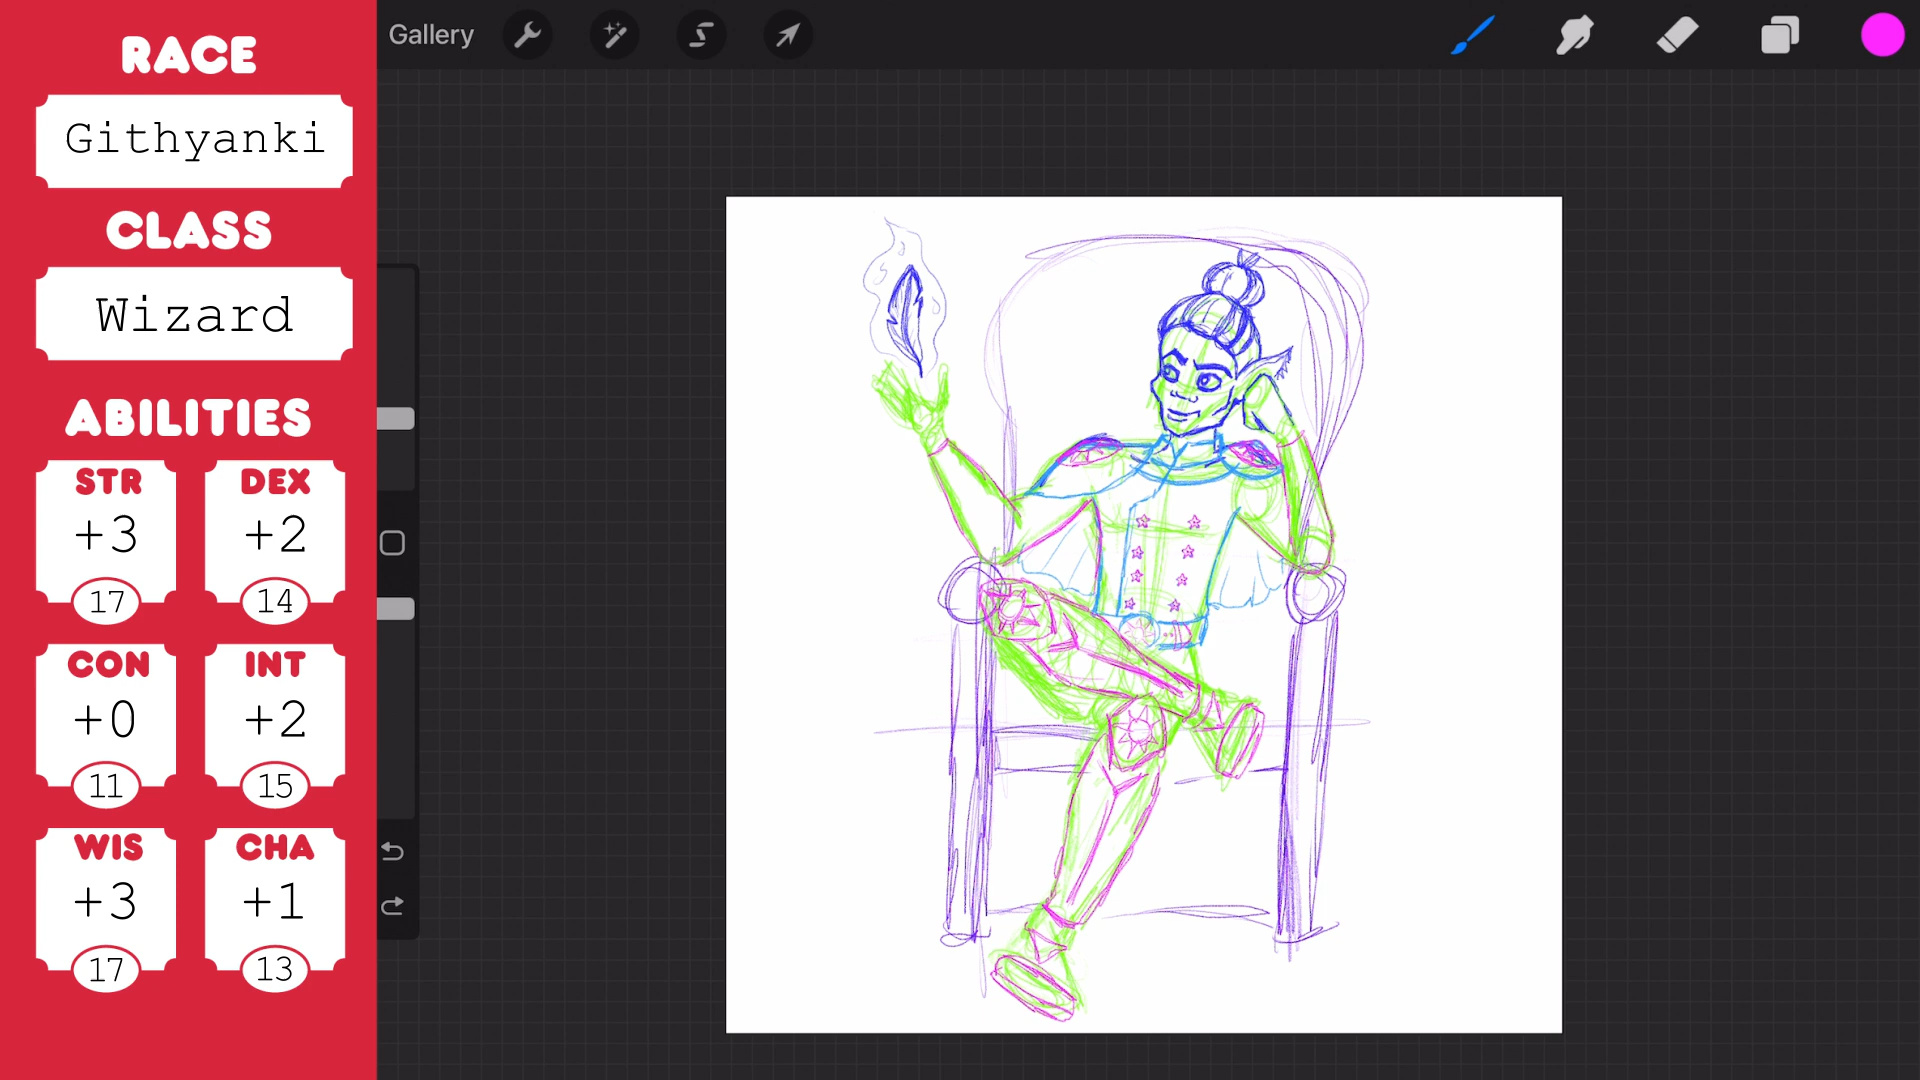 RACE
Githyanki
CLASS
Wizard
ABILITIES
STR DEX
+3 +2
17 14
CON INT
+0 +2
11 15
WIS CHA
+3 +1
17 13
Gallery